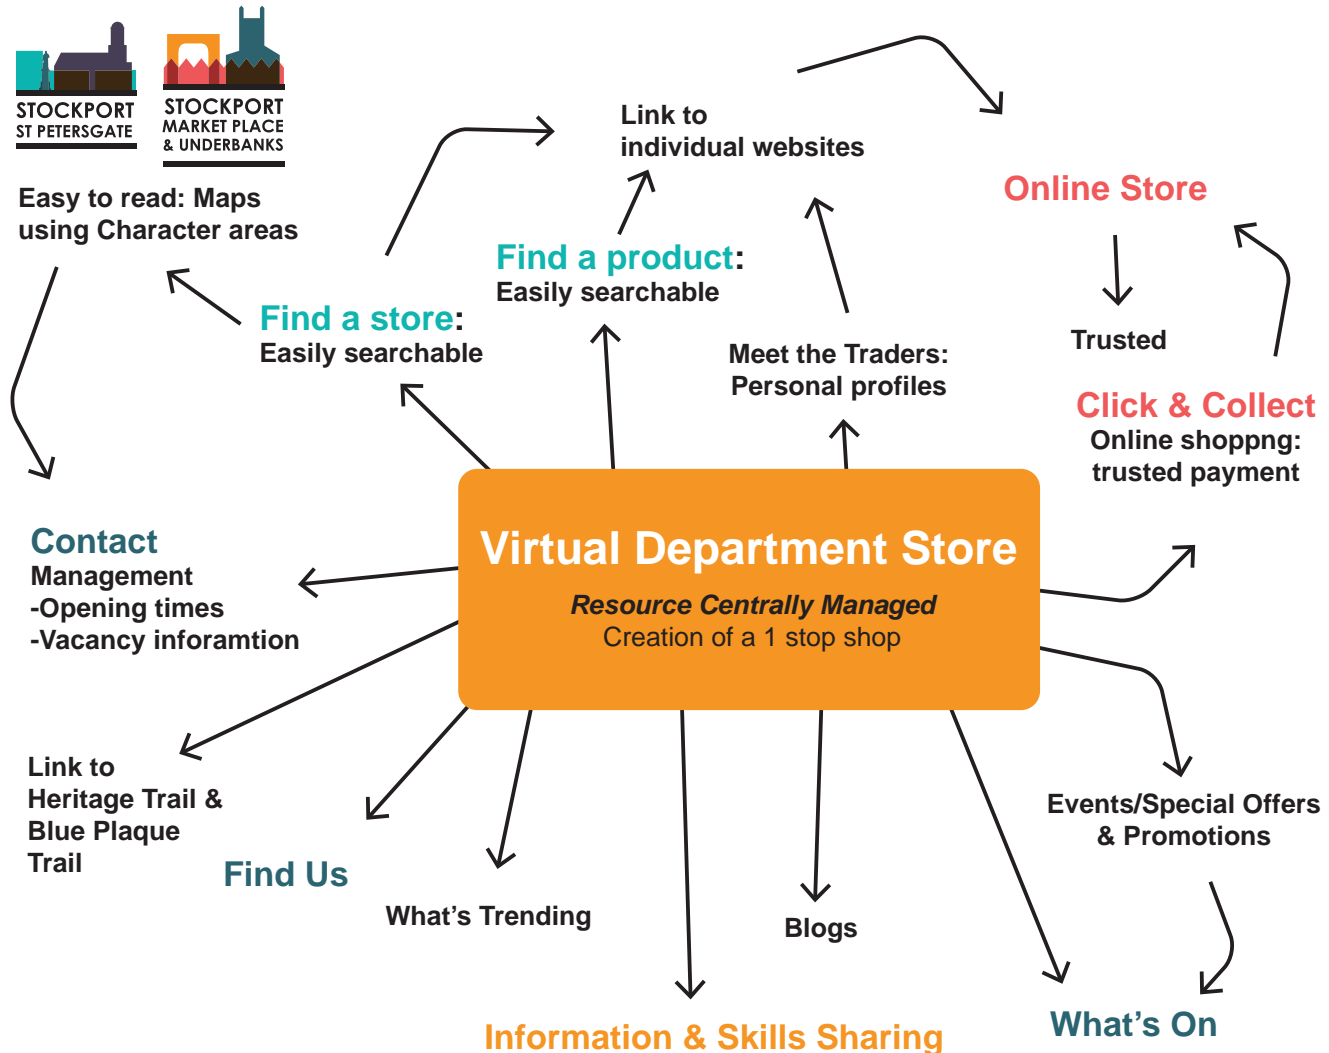 STOCKPORT
ST PETERSGATE
STOCKPORT
MARKET PLACE
& UNDERBANKS
Easy to read: Maps
using Character areas
Link to
individual websites
Online Store
Find a product:
Easily searchable
Find a store:
Easily searchable
Meet the Traders:
Personal profiles
Trusted
Click & Collect
Online shoppng:
trusted payment
Contact
Management
-Opening times
-Vacancy inforamtion
Virtual Department Store
Resource Centrally Managed
Creation of a 1 stop shop
Link to
Heritage Trail &
Blue Plaque
Trail
Find Us
What's Trending
Blogs
Events/Special Offers
& Promotions
Information & Skills Sharing
What's On